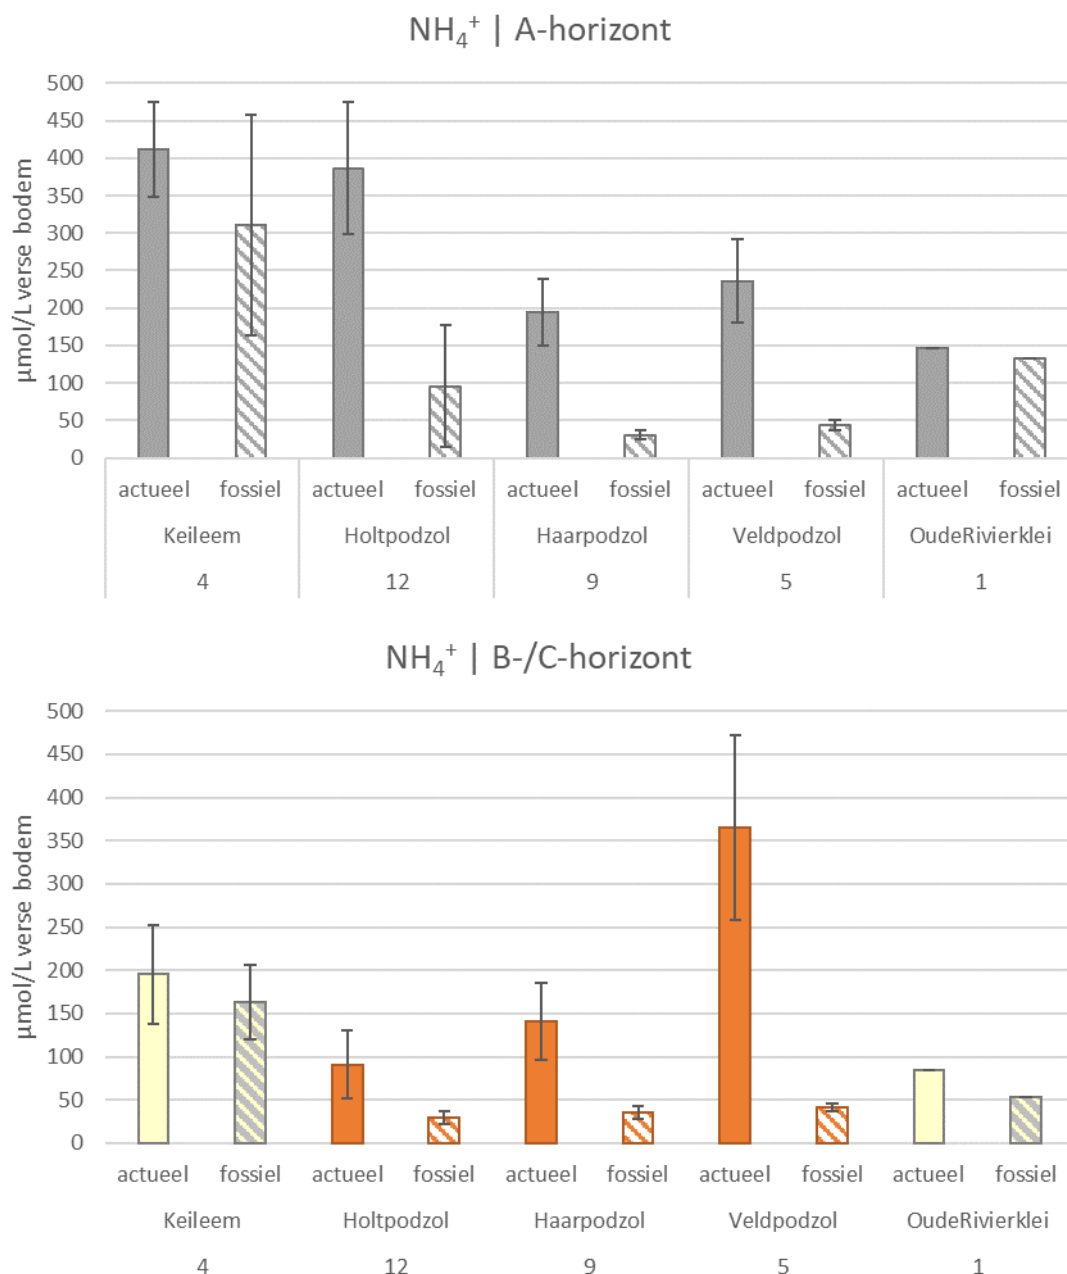 NH₄⁺ | A-horizont
µmol/L verse bodem
500
450
400
350
300
250
200
150
100
50
0
actueel fossiel actueel fossiel actueel fossiel actueel fossiel actueel fossiel
Keileem Holtpodzol Haarpodzol Veldpodzol OudeRivierklei
4 12 9 5 1
NH₄⁺ | B-/C-horizont
µmol/L verse bodem
500
450
400
350
300
250
200
150
100
50
0
actueel fossiel actueel fossiel actueel fossiel actueel fossiel actueel fossiel
Keileem Holtpodzol Haarpodzol Veldpodzol OudeRivierklei
4 12 9 5 1